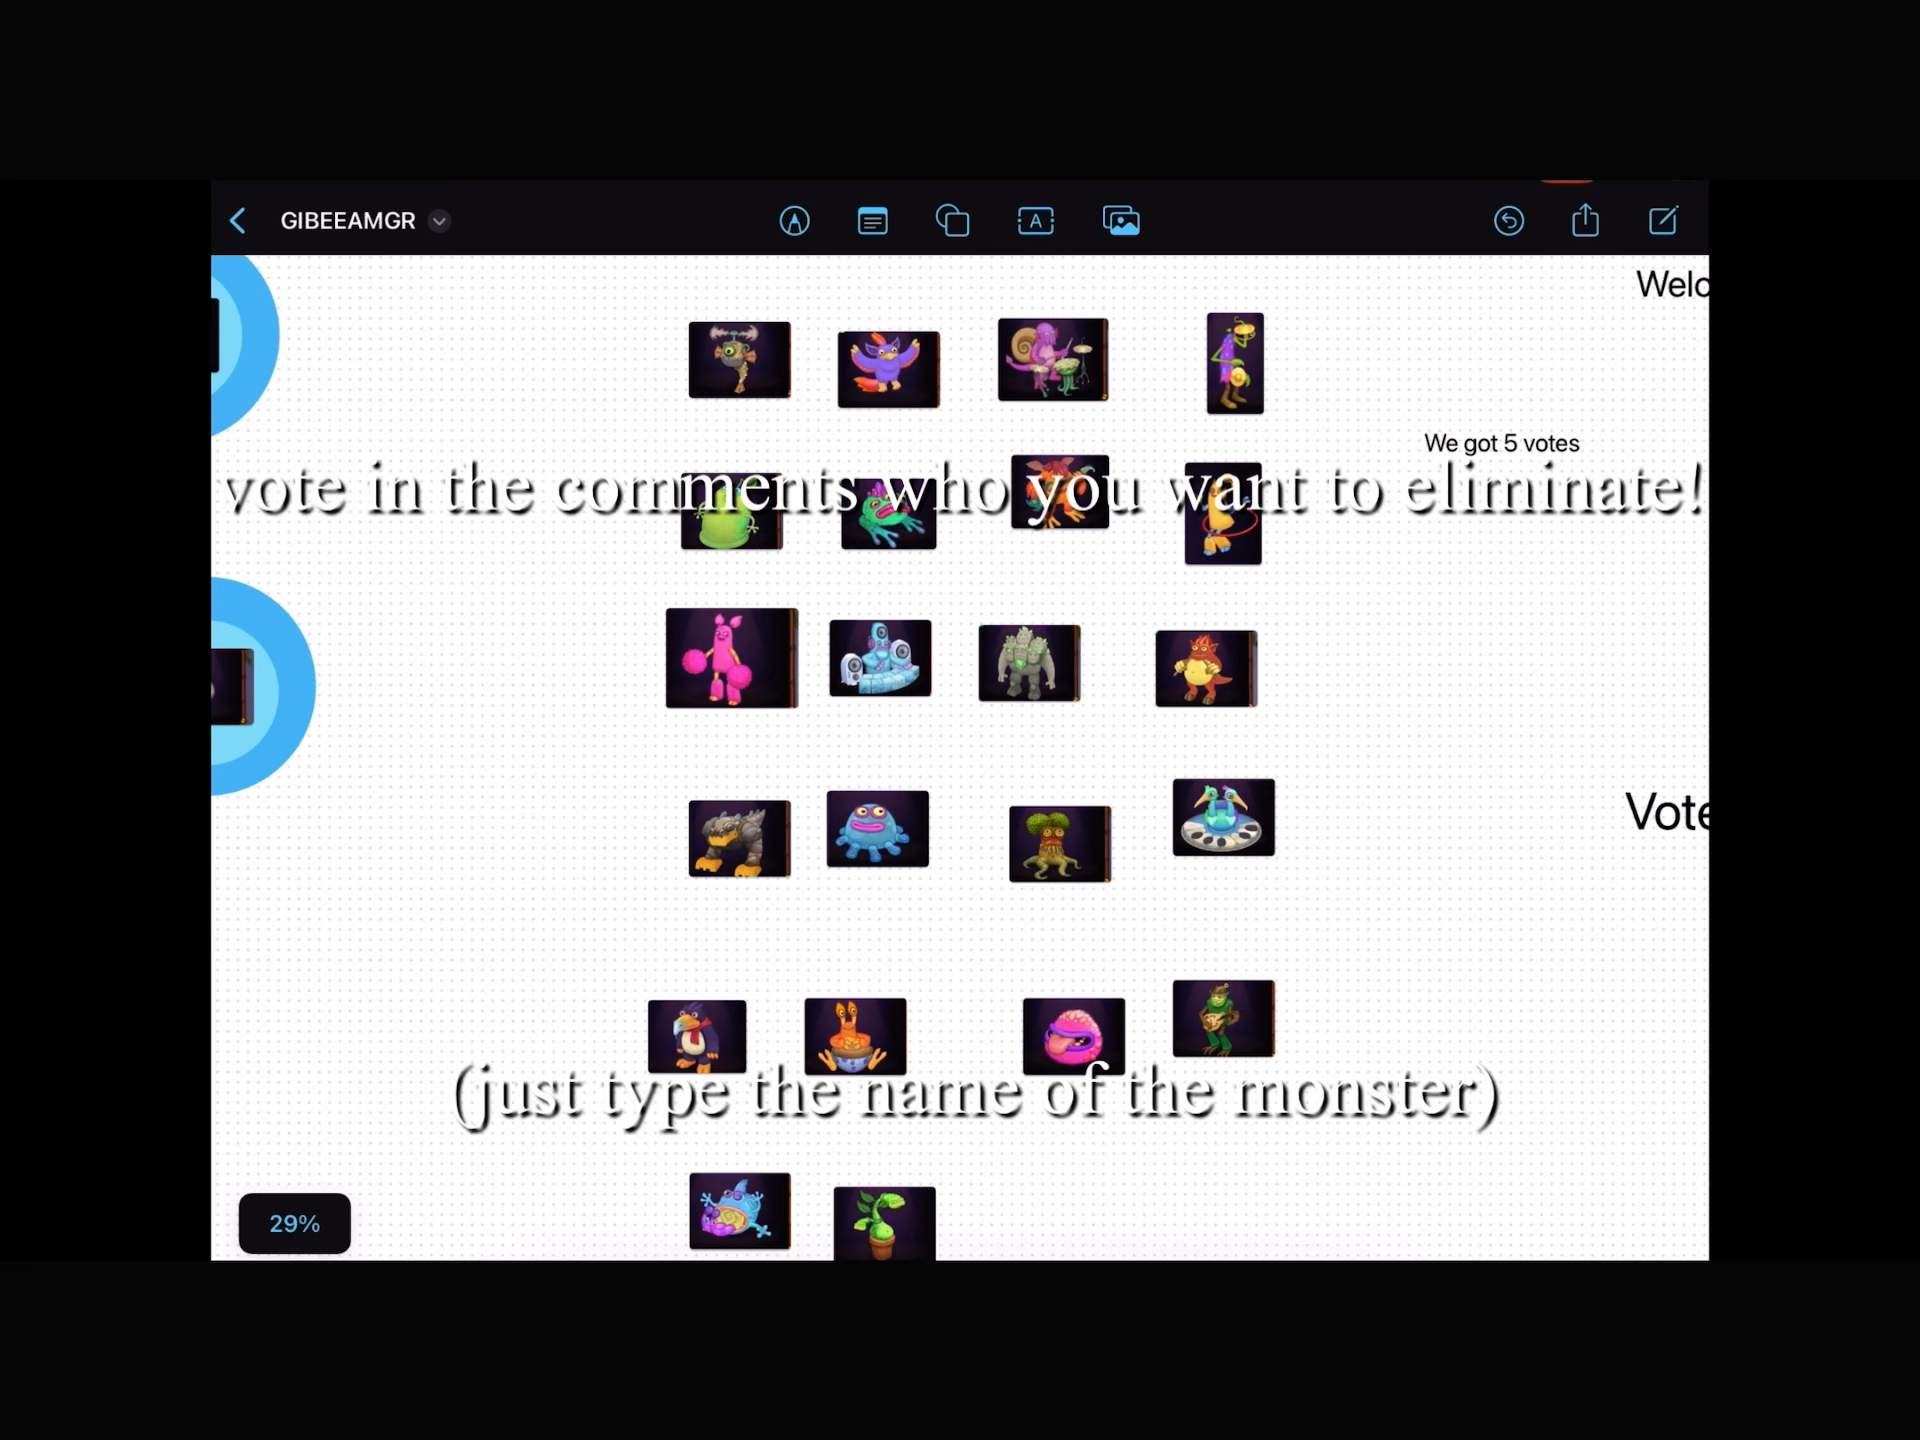 GIBEEAMGR
Welc
We got 5 votes
vote in the comments who you want to eliminate!
Vote
(just type the name of the monster)
29%